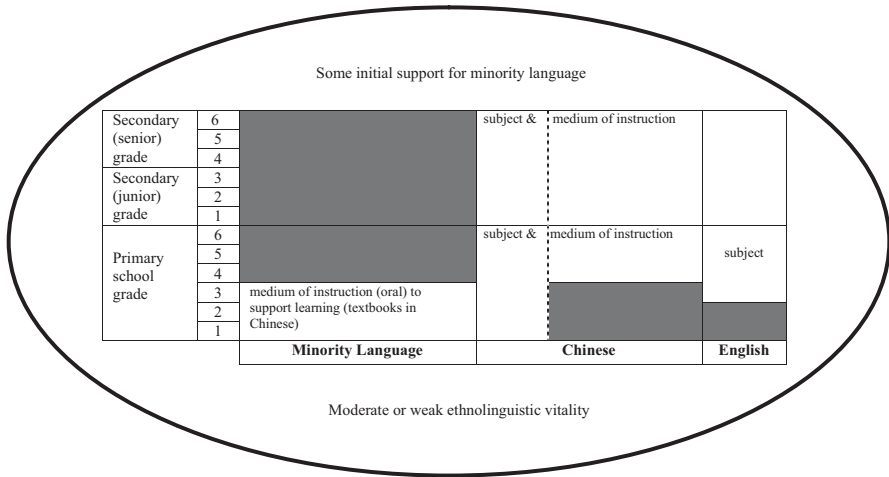 Some initial support for minority language
Secondary
(senior)
grade
6
5
4
subject & medium of instruction
Secondary
(junior)
grade
3
2
1
Primary
school
grade
6
5
4
3
2
1
subject & medium of instruction
subject
medium of instruction (oral) to
support learning (textbooks in
Chinese)
Minority Language
Chinese
English
Moderate or weak ethnolinguistic vitality